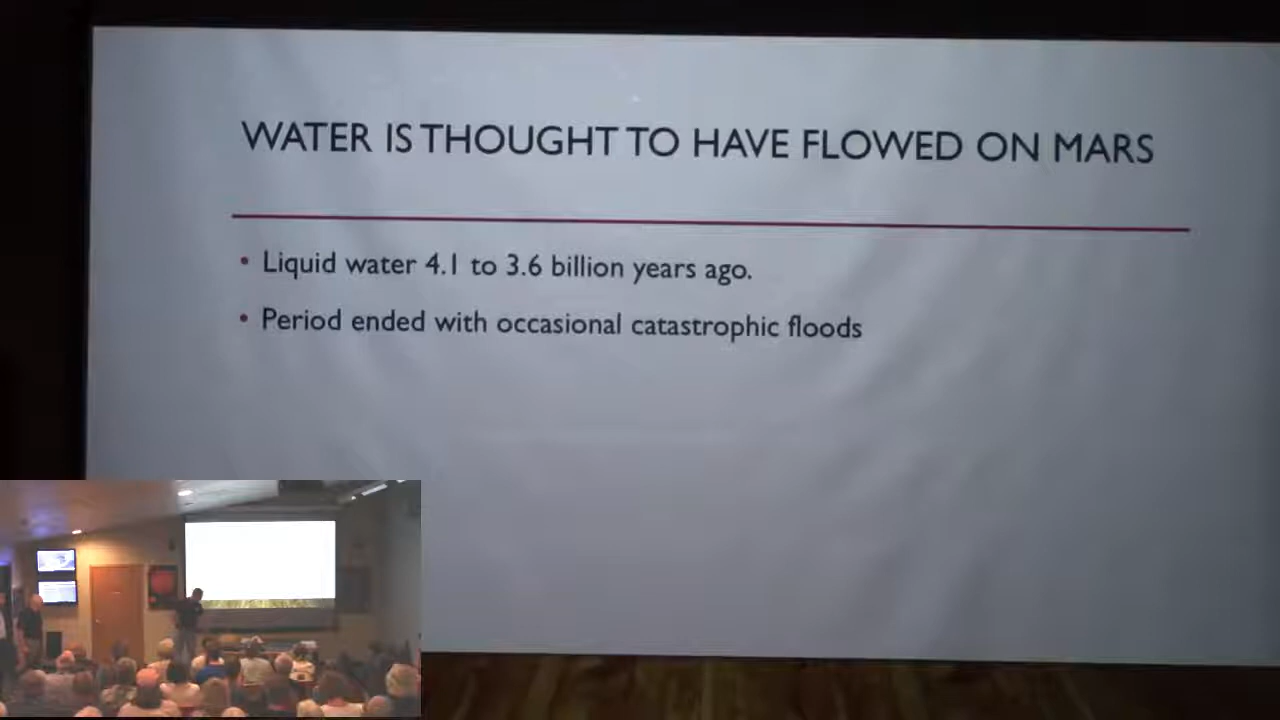 WATER IS THOUGHT TO HAVE FLOWED ON MARS
• Liquid water 4.1 to 3.6 billion years ago.
• Period ended with occasional catastrophic floods